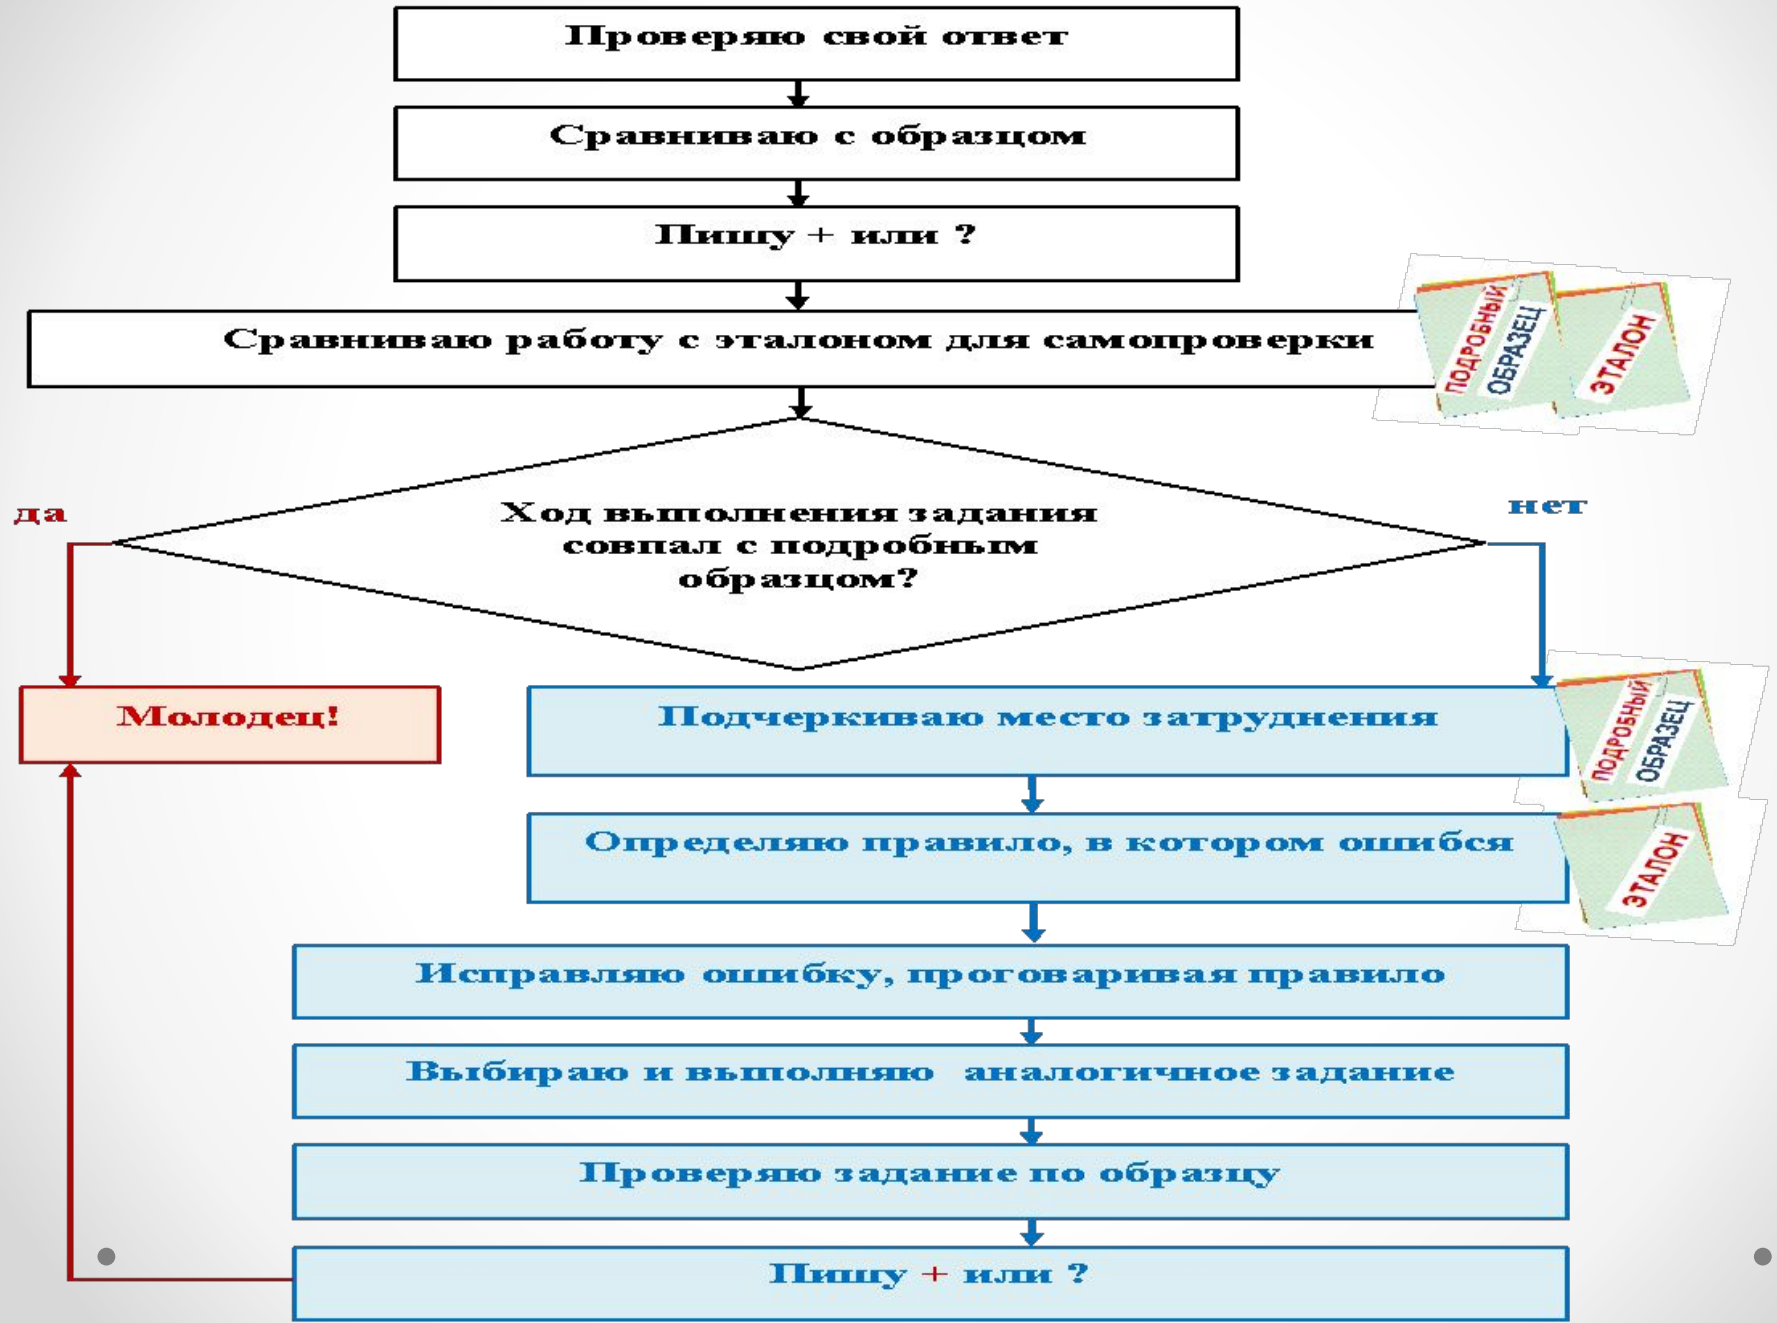 Проверяю свой ответ
Сравниваю с образцом
Пишу + или ?
Сравниваю работу с эталоном для самопроверки
ПОДРОБНЫЙ
ОБРАЗЕЦ
ЭТАЛОН
да
нет
Ход выполнения задания
совпал с подробным
образцом?
Молодец!
Подчеркиваю место затруднения
ПОДРОБНЫЙ
ОБРАЗЕЦ
Определяю правило, в котором ошибся
ЭТАЛОН
Исправляю ошибку, проговаривая правило
Выбираю и выполняю аналогичное задание
Проверяю задание по образцу
Пишу + или ?